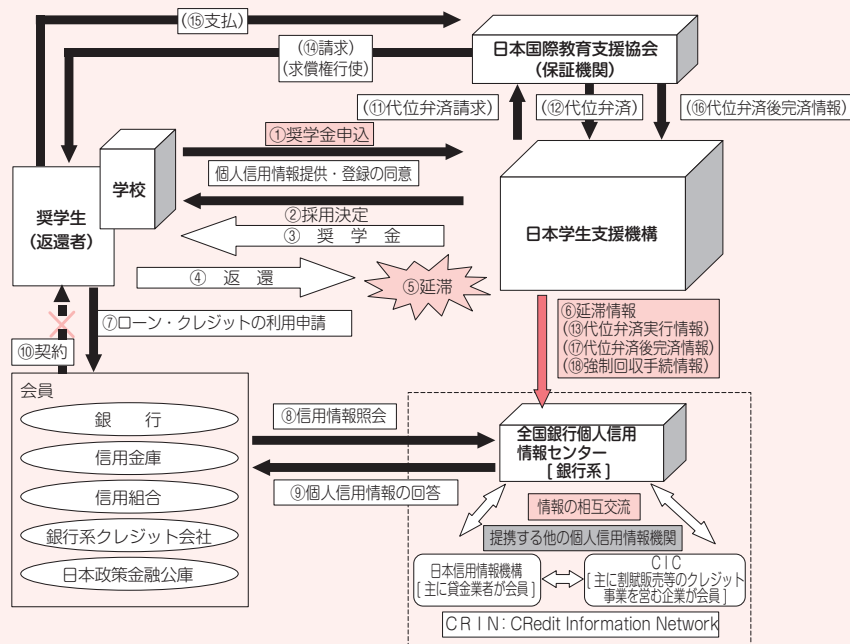 (⑮支払)
(⑭請求)
(求償権行使)
日本国際教育支援協会
(保証機関)
(⑪代位弁済請求)
(⑫代位弁済)
(⑯代位弁済後完済情報)
①奨学金申込
個人信用情報提供・登録の同意
学校
奨学生
(返還者)
②採用決定
③ 奨 学 金
日本学生支援機構
④ 返 還
⑤延滞
⑥延滞情報
(⑬代位弁済実行情報)
(⑰代位弁済後完済情報)
(⑱強制回収手続情報)
⑦ローン・クレジットの利用申請
⑩契約
会員
銀 行
信用金庫
信用組合
銀行系クレジット会社
日本政策金融公庫
⑧信用情報照会
⑨個人信用情報の回答
全国銀行個人信用
情報センター
[ 銀行系 ]
情報の相互交流
提携する他の個人信用情報機関
日本信用情報機構
[ 主に貸金業者が会員 ]
CIC
[ 主に割賦販売等のクレジット
事業を営む企業が会員 ]
CRIN: CRedit Information Network